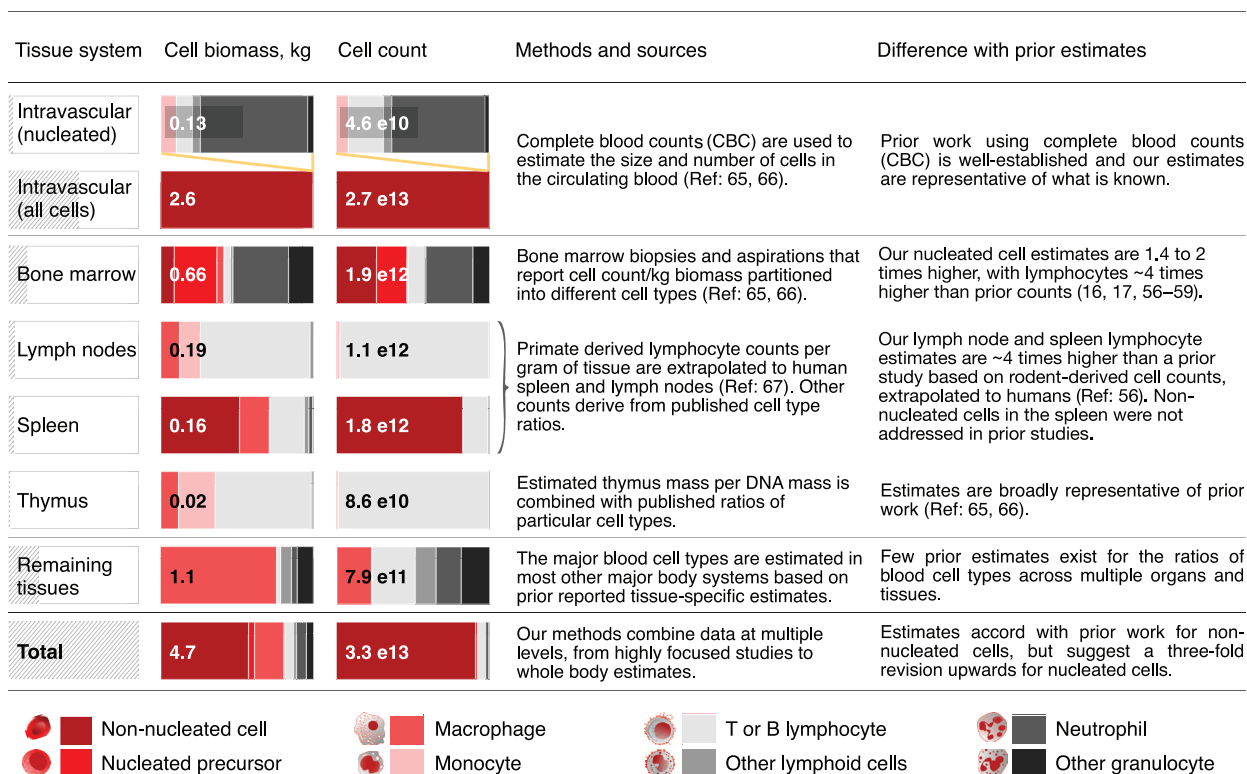 Tissue system
Cell biomass, kg
Cell count
Methods and sources
Difference with prior estimates
Intravascular
(nucleated)
0.13
4.6 e10
Intravascular
(all cells)
2.6
2.7 e13
Complete blood counts (CBC) are used to
estimate the size and number of cells in
the circulating blood (Ref: 65, 66).
Prior work using complete blood counts
(CBC) is well-established and our estimates
are representative of what is known.
Bone marrow
0.66
1.9 e12
Bone marrow biopsies and aspirations that
report cell count/kg biomass partitioned
into different cell types (Ref: 65, 66).
Our nucleated cell estimates are 1.4 to 2
times higher, with lymphocytes ~4 times
higher than prior counts (16, 17, 56–59).
Lymph nodes
0.19
1.1 e12
Spleen
0.16
1.8 e12
Primate derived lymphocyte counts per
gram of tissue are extrapolated to human
spleen and lymph nodes (Ref: 67). Other
counts derive from published cell type
ratios.
Our lymph node and spleen lymphocyte
estimates are ~4 times higher than a prior
study based on rodent-derived cell counts,
extrapolated to humans (Ref: 56). Non-
nucleated cells in the spleen were not
addressed in prior studies.
Thymus
0.02
8.6 e10
Estimated thymus mass per DNA mass is
combined with published ratios of
particular cell types.
Estimates are broadly representative of prior
work (Ref: 65, 66).
Remaining
tissues
1.1
7.9 e11
The major blood cell types are estimated in
most other major body systems based on
prior reported tissue-specific estimates.
Few prior estimates exist for the ratios of
blood cell types across multiple organs and
tissues.
Total
4.7
3.3 e13
Our methods combine data at multiple
levels, from highly focused studies to
whole body estimates.
Estimates accord with prior work for non-
nucleated cells, but suggest a three-fold
revision upwards for nucleated cells.
Non-nucleated cell
Macrophage
T or B lymphocyte
Neutrophil
Nucleated precursor
Monocyte
Other lymphoid cells
Other granulocyte